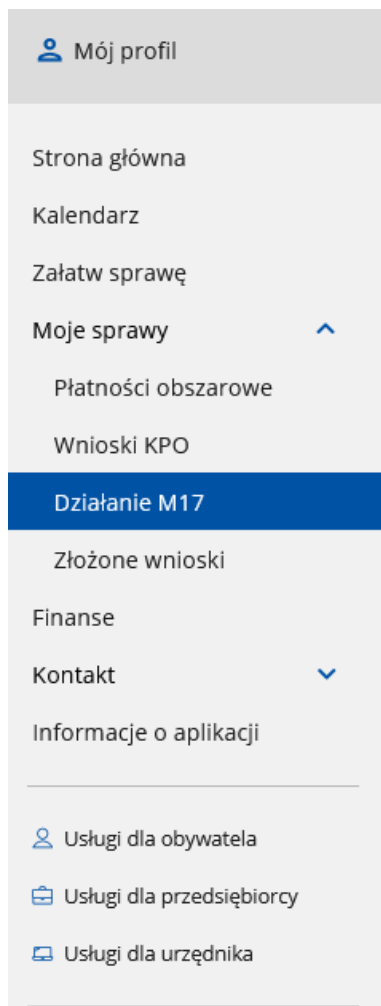 Mój profil
Strona główna
Kalendarz
Załatw sprawę
Moje sprawy
Płatności obszarowe
Wnioski KPO
Działanie M17
Złożone wnioski
Finanse
Kontakt
Informacje o aplikacji
Usługi dla obywatela
Usługi dla przedsiębiorcy
Usługi dla urzędnika